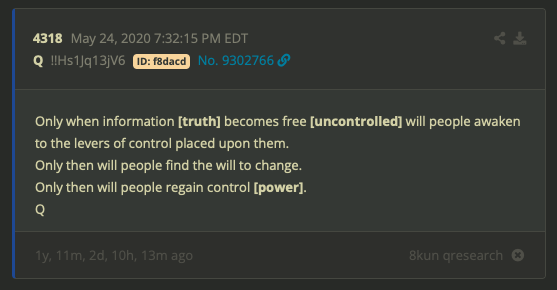 4318 May 24, 2020 7:32:15 PM EDT
Q !!Hs1Jq13jV6 ID: f8dacd No. 9302766
Only when information [truth] becomes free [uncontrolled] will people awaken
to the levers of control placed upon them.
Only then will people find the will to change.
Only then will people regain control [power].
Q
1y, 11m, 2d, 10h, 13m ago 8kun qresearch